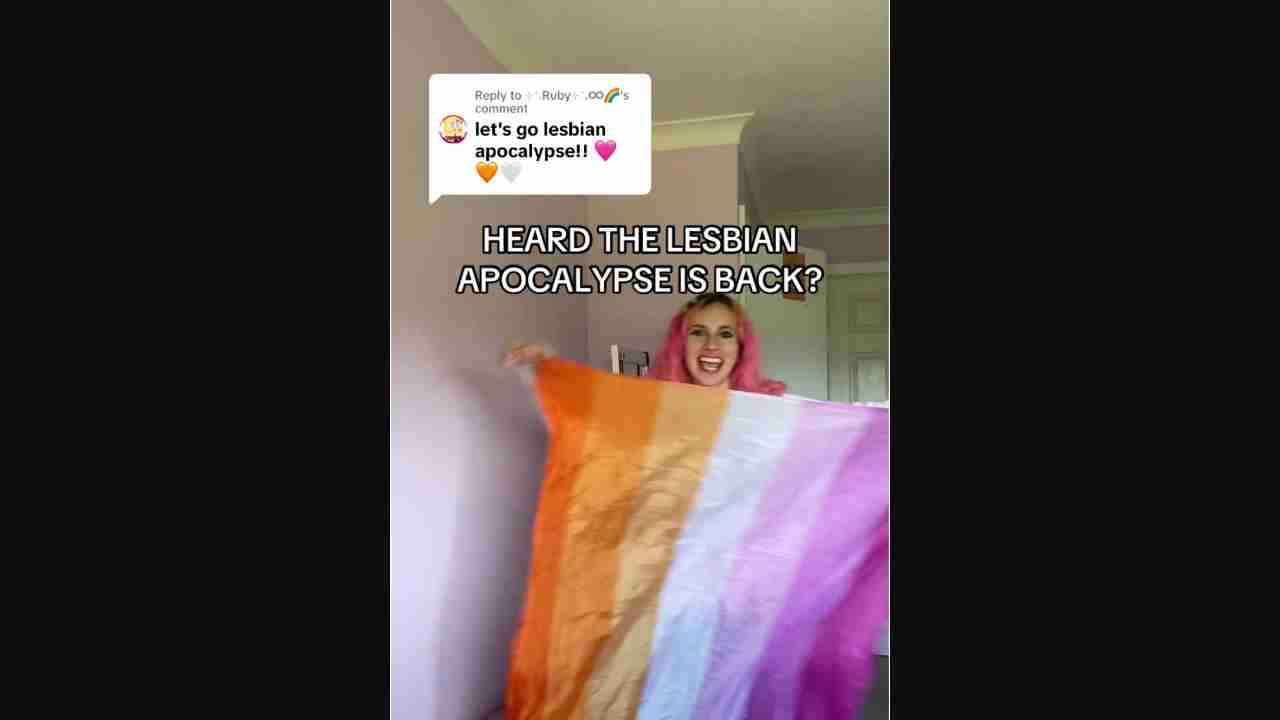 Reply to ⊹˚.Ruby⊹˚.∞🌈's
comment
let's go lesbian
apocalypse!! 🩷
🧡🤍
HEARD THE LESBIAN
APOCALYPSE IS BACK?